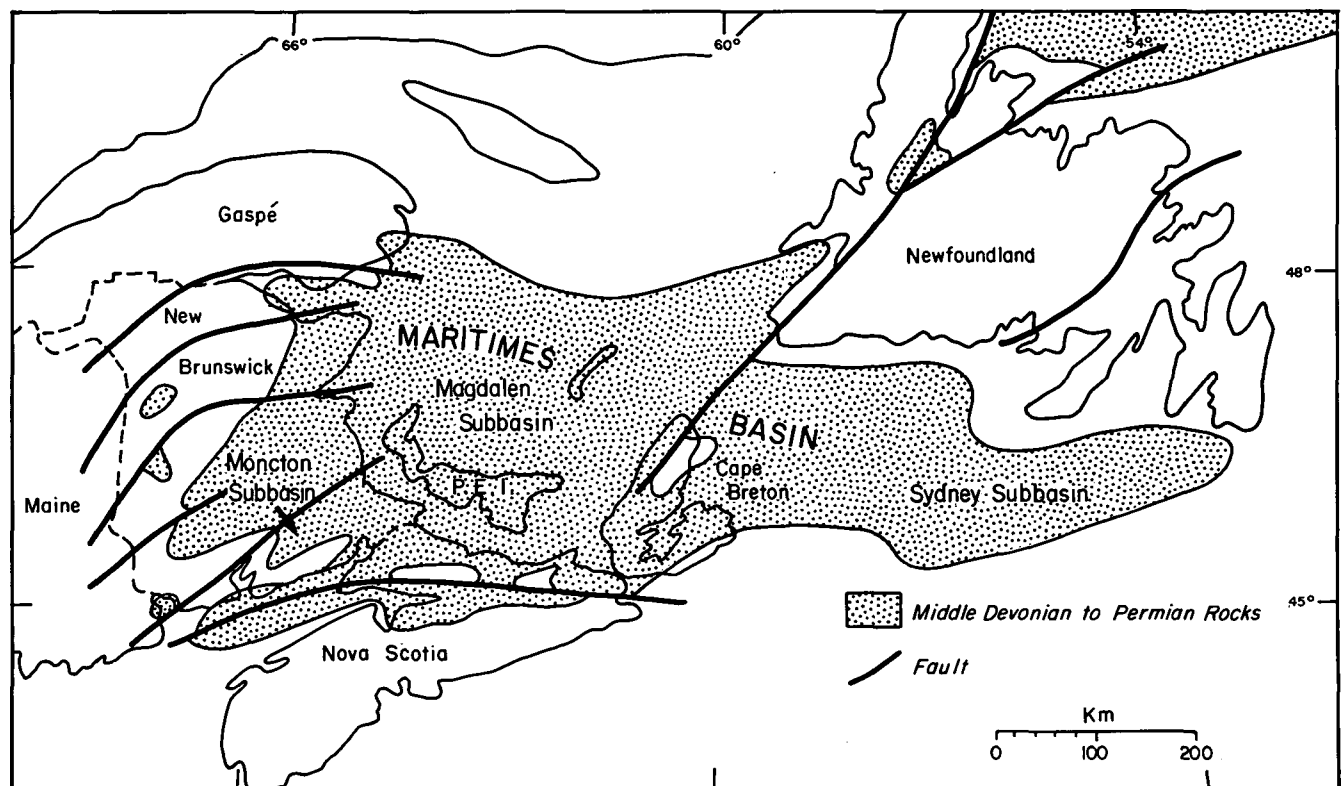 66°
60°
54°
Gaspé
Newfoundland
48°
New
Brunswick
MARITIMES
Magdalen
Subbasin
BASIN
Moncton
Subbasin
P.E.I.
Cape
Breton
Sydney Subbasin
Maine
45°
Middle Devonian to Permian Rocks
Nova Scotia
Fault
Km
0 100 200